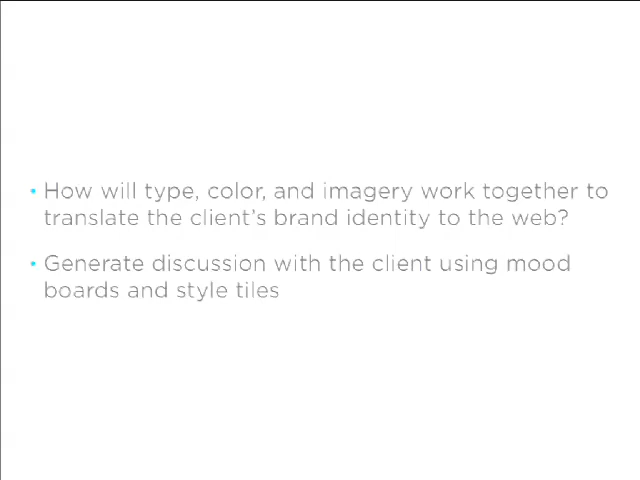 • How will type, color, and imagery work together to
translate the client's brand identity to the web?
• Generate discussion with the client using mood
boards and style tiles